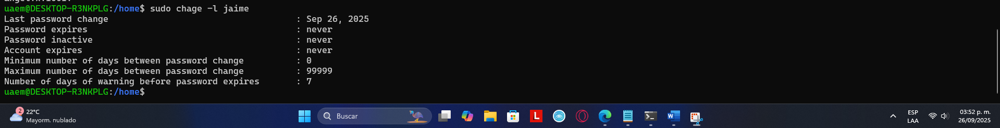 uaem@DESKTOP-R3NKPLG:/home$ sudo chage -l jaime
Last password change : Sep 26, 2025
Password expires : never
Password inactive : never
Account expires : never
Minimum number of days between password change : 0
Maximum number of days between password change : 99999
Number of days of warning before password expires : 7
uaem@DESKTOP-R3NKPLG:/home$
2
22°C
Mayorm. nublado
Buscar
L
W
ESP
LAA
03:52 p. m.
26/09/2025